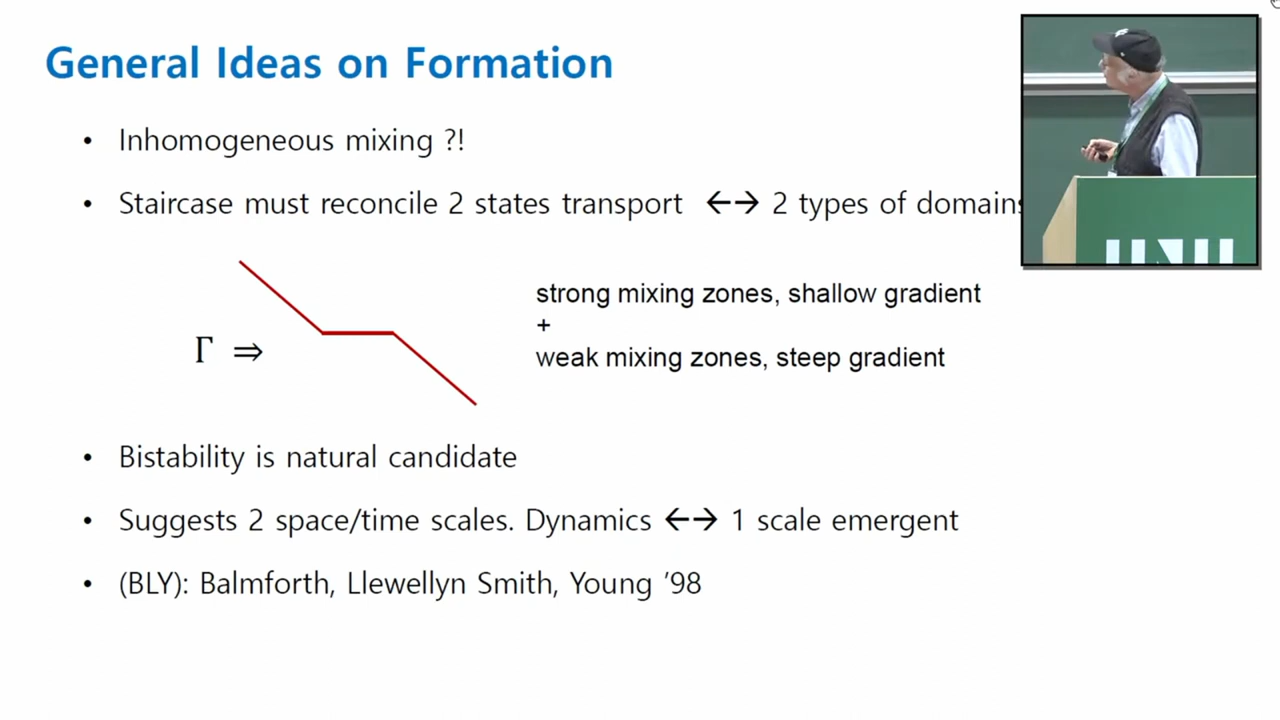 General Ideas on Formation
• Inhomogeneous mixing ?!
• Staircase must reconcile 2 states transport ←→ 2 types of domains
strong mixing zones, shallow gradient
+
Γ ⇒
weak mixing zones, steep gradient
• Bistability is natural candidate
• Suggests 2 space/time scales. Dynamics ←→ 1 scale emergent
• (BLY): Balmforth, Llewellyn Smith, Young ’98